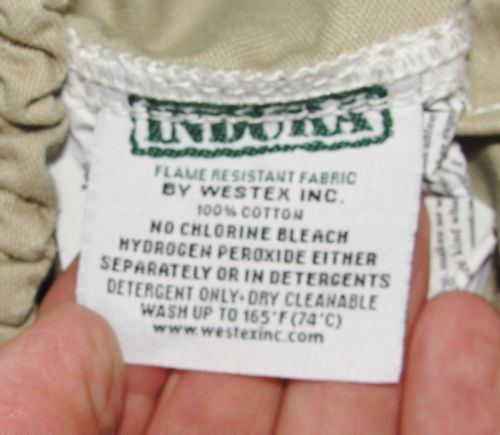 INDURA
FLAME RESISTANT FABRIC
BY WESTEX INC.
100% COTTON
NO CHLORINE BLEACH
HYDROGEN PEROXIDE EITHER
SEPARATELY OR IN DETERGENTS
DETERGENT ONLY • DRY CLEANABLE
WASH UP TO 165°F (74°C)
www.westexinc.com